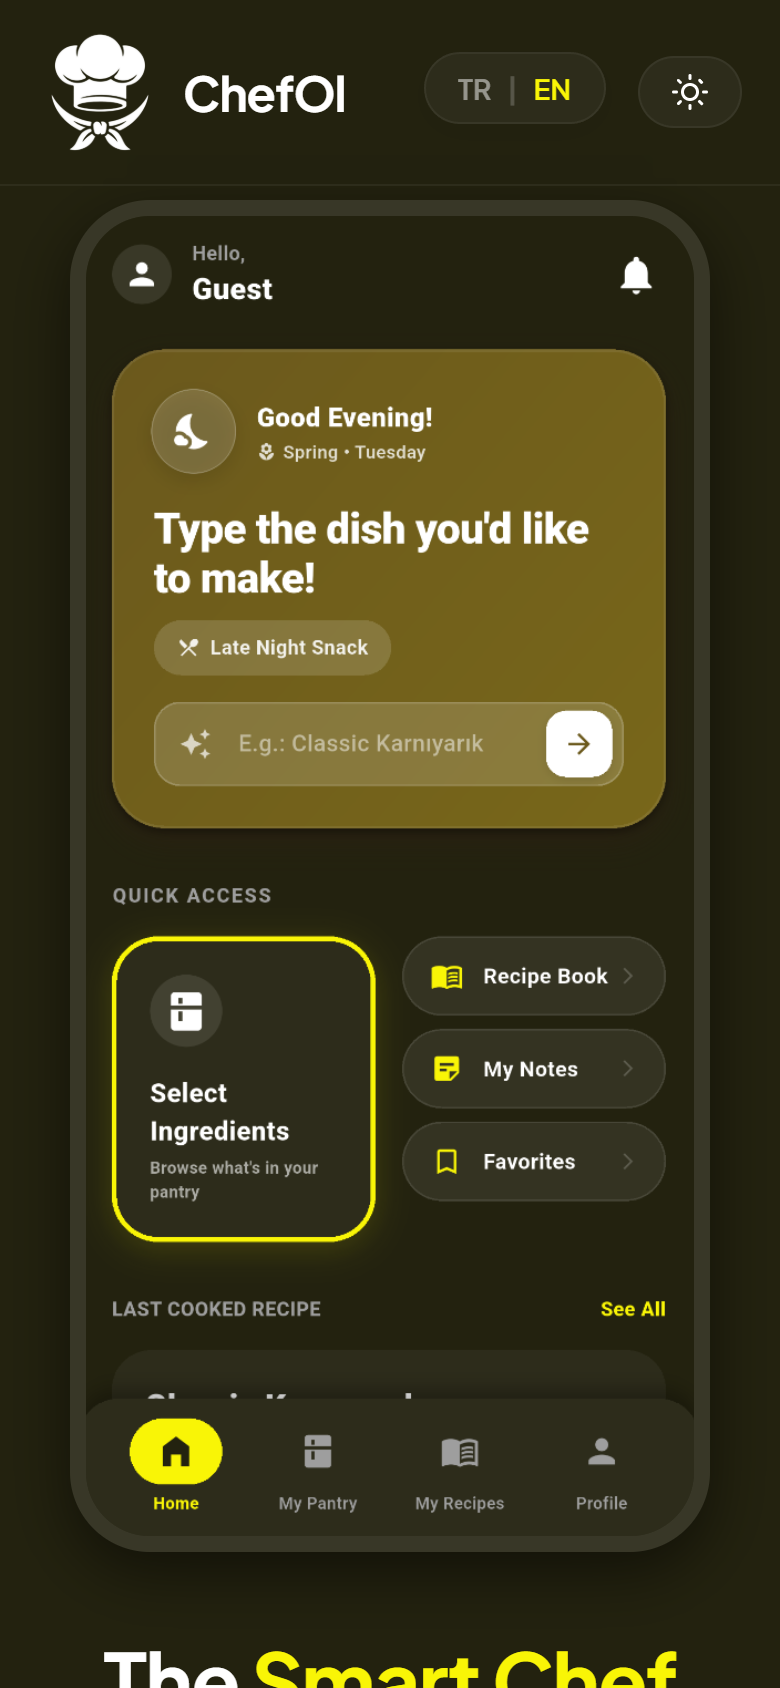 ChefOl
TR | EN
Hello,
Guest
Good Evening!
Spring • Tuesday
Type the dish you'd like
to make!
Late Night Snack
E.g.: Classic Karnıyarık
QUICK ACCESS
Select
Ingredients
Browse what's in your
pantry
Recipe Book
My Notes
Favorites
LAST COOKED RECIPE
See All
Home
My Pantry
My Recipes
Profile
The Smart Chef